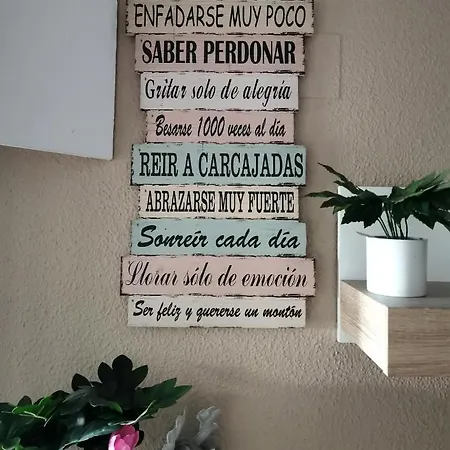 ENFADARSE MUY POCO
SABER PERDONAR
Gritar solo de alegría
Besarse 1000 veces al día
REIR A CARCAJADAS
ABRAZARSE MUY FUERTE
Sonreír cada día
Llorar sólo de emoción
Ser feliz y quererse un montón